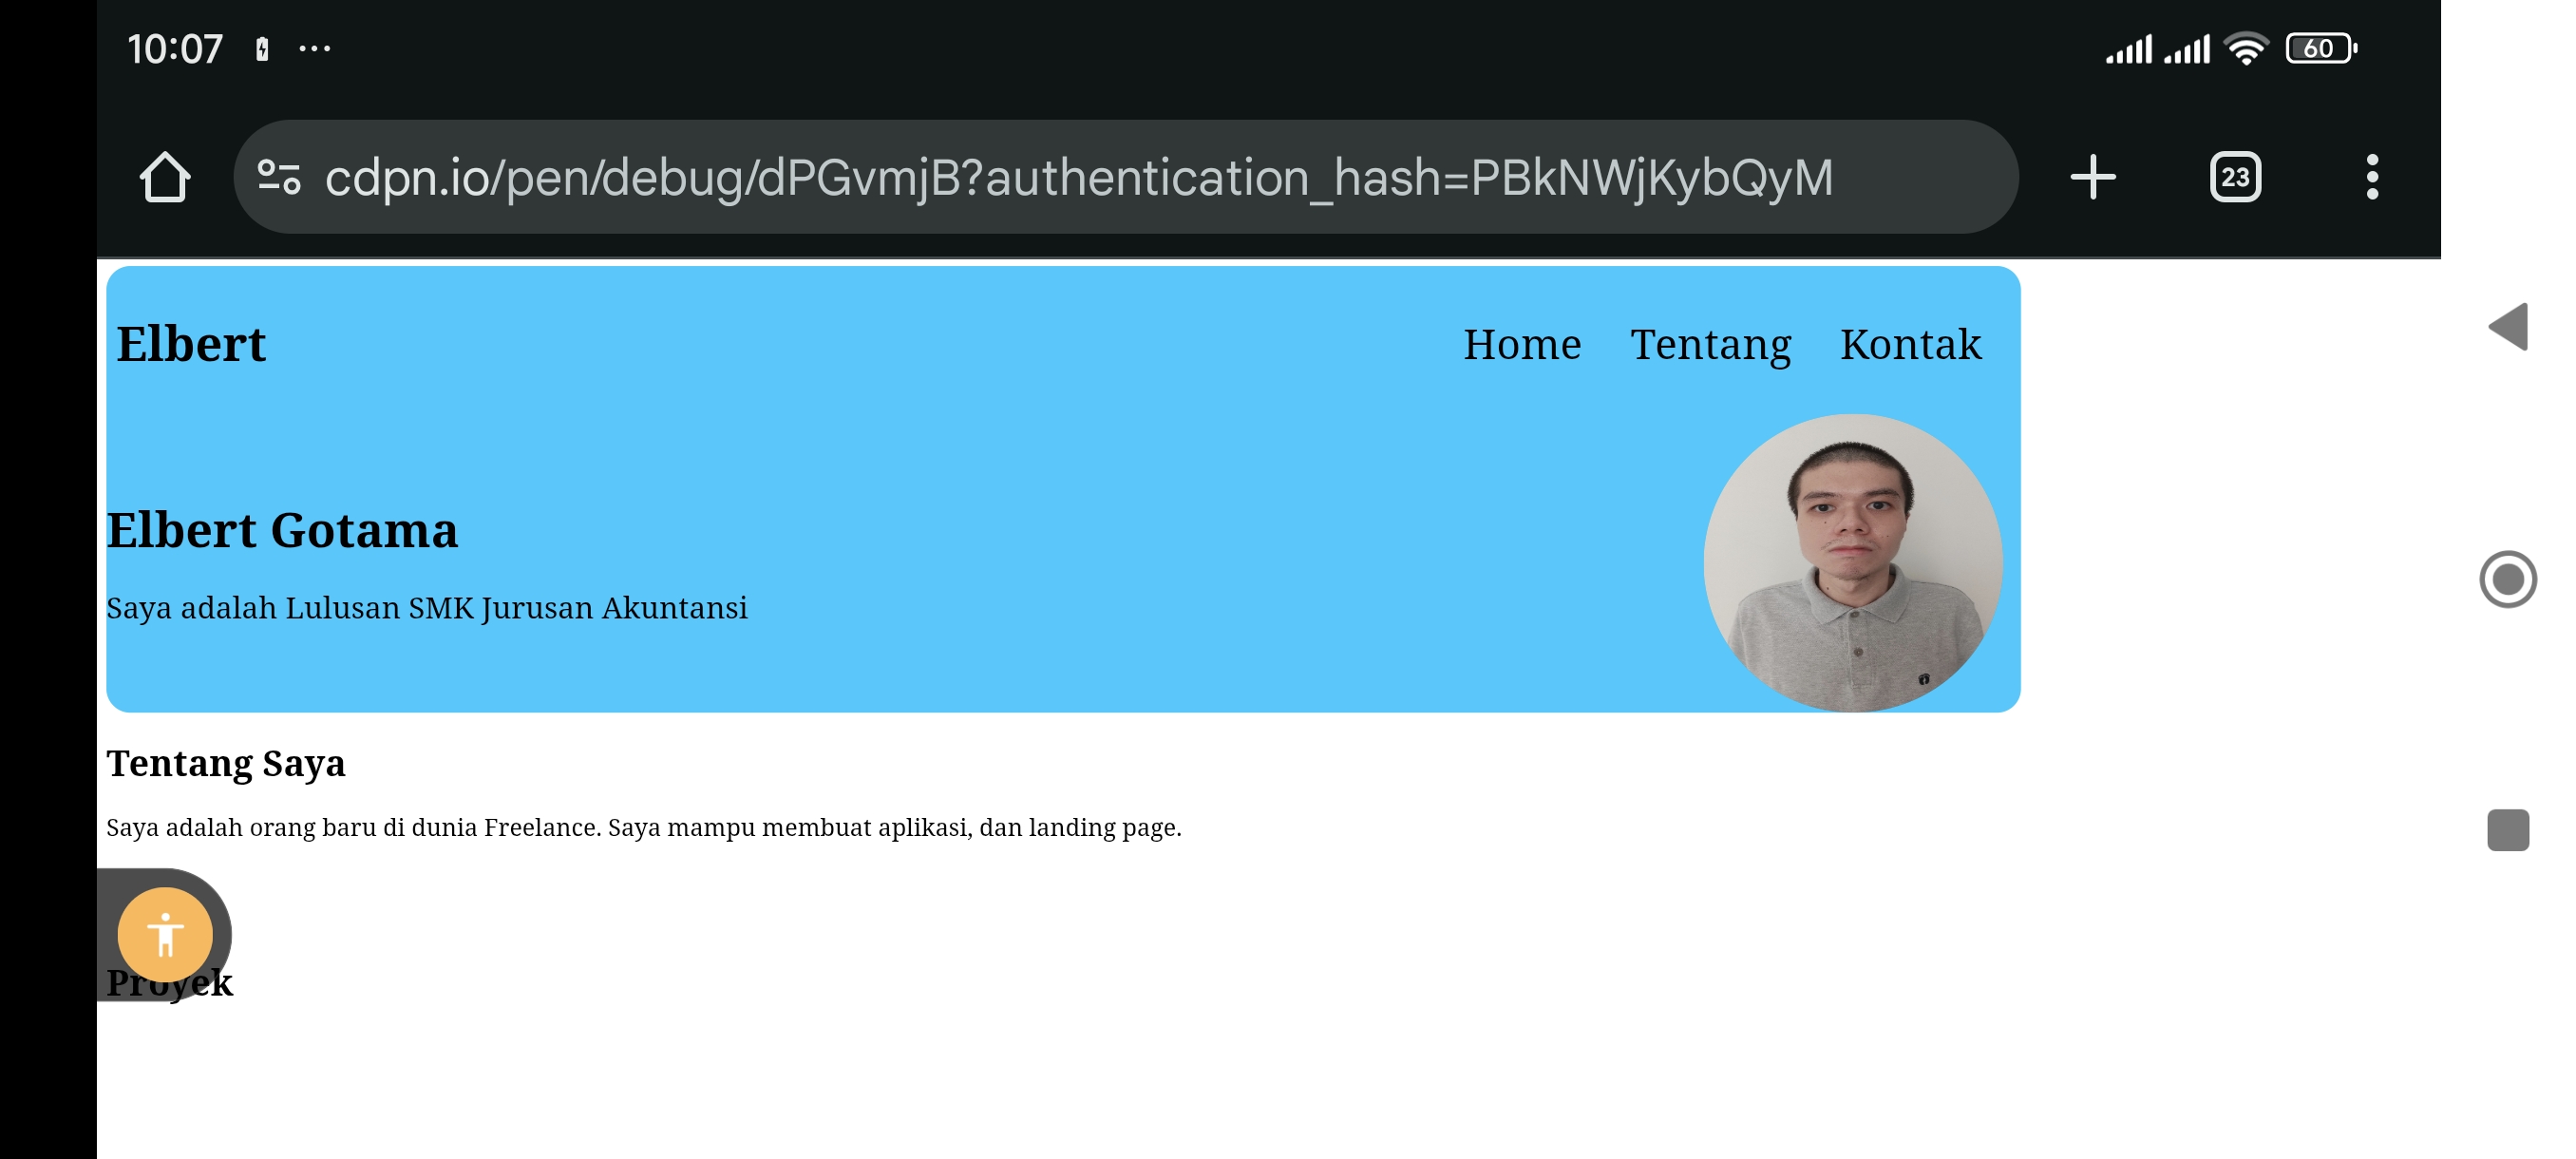 10:07 ... 60
cdpn.io/pen/debug/dPGvmjB?authentication_hash=PBkNWjKybQyM
23
Elbert
Home Tentang Kontak
Elbert Gotama
Saya adalah Lulusan SMK Jurusan Akuntansi
Tentang Saya
Saya adalah orang baru di dunia Freelance. Saya mampu membuat aplikasi, dan landing page.
Proyek